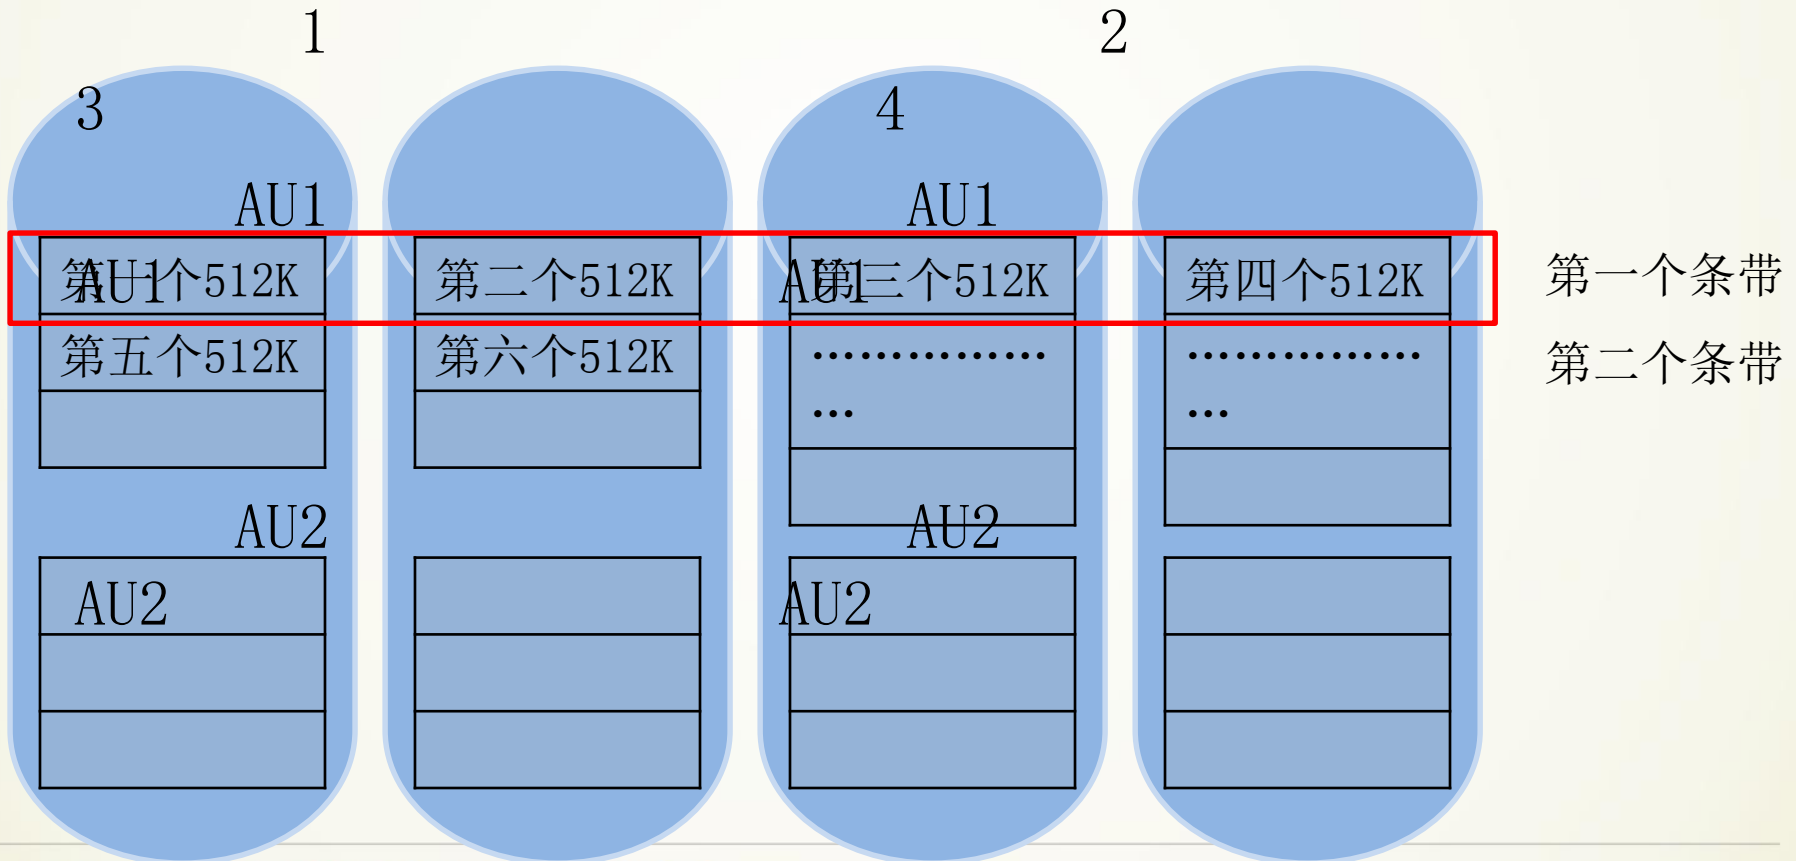 1 2
3 4
AU1 AU1
第一个512K 第二个512K 第三个512K 第四个512K 第一个条带
AU1 AU1
第五个512K 第六个512K …………… …………… 第二个条带
… …
AU2 AU2
AU2 AU2